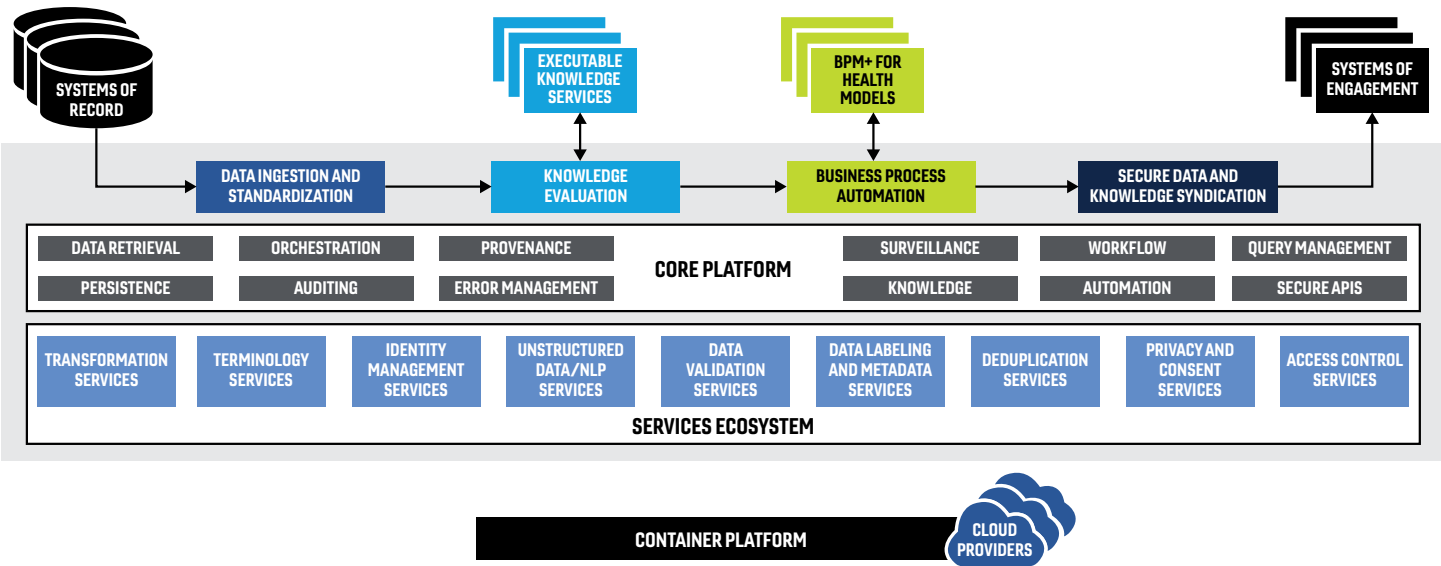 SYSTEMS OF
RECORD
EXECUTABLE
KNOWLEDGE
SERVICES
BPM+ FOR
HEALTH
MODELS
SYSTEMS OF
ENGAGEMENT
DATA INGESTION AND
STANDARDIZATION
KNOWLEDGE
EVALUATION
BUSINESS PROCESS
AUTOMATION
SECURE DATA AND
KNOWLEDGE SYNDICATION
DATA RETRIEVAL
ORCHESTRATION
PROVENANCE
PERSISTENCE
AUDITING
ERROR MANAGEMENT
CORE PLATFORM
SURVEILLANCE
WORKFLOW
QUERY MANAGEMENT
KNOWLEDGE
AUTOMATION
SECURE APIS
TRANSFORMATION
SERVICES
TERMINOLOGY
SERVICES
IDENTITY
MANAGEMENT
SERVICES
UNSTRUCTURED
DATA/NLP
SERVICES
DATA
VALIDATION
SERVICES
DATA LABELING
AND METADATA
SERVICES
DEDUPLICATION
SERVICES
PRIVACY AND
CONSENT
SERVICES
ACCESS CONTROL
SERVICES
SERVICES ECOSYSTEM
CONTAINER PLATFORM
CLOUD
PROVIDERS